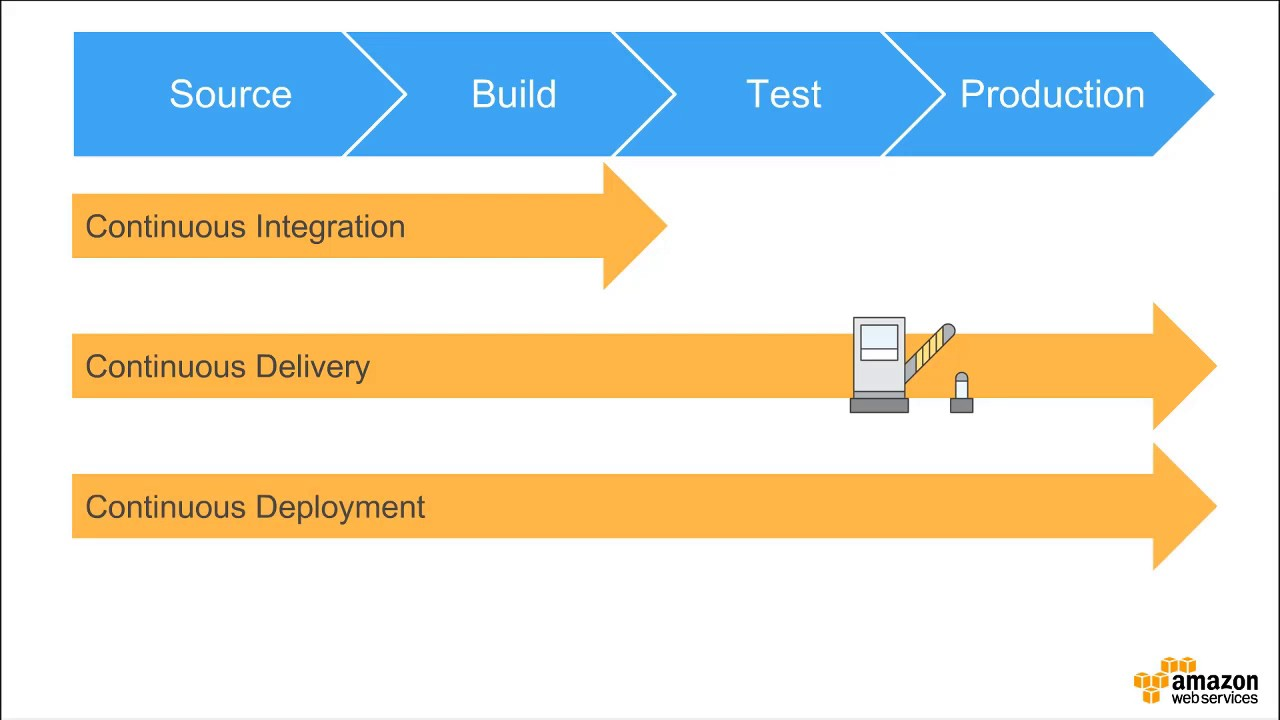 Source
Build
Test
Production
Continuous Integration
Continuous Delivery
Continuous Deployment
amazon
webservices